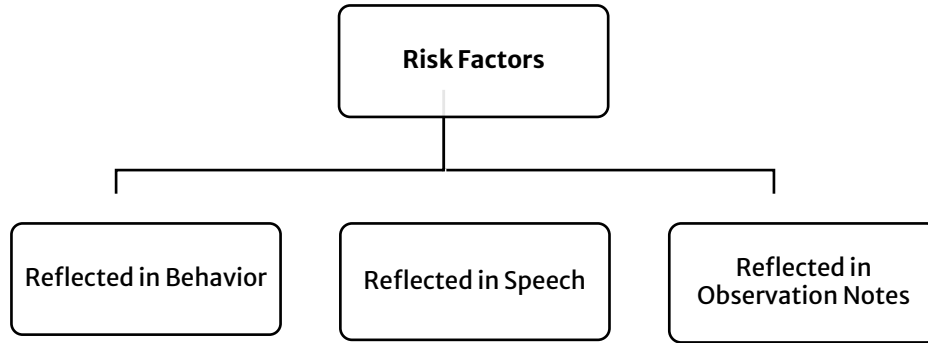 Risk Factors
Reflected in Behavior
Reflected in Speech
Reflected in
Observation Notes